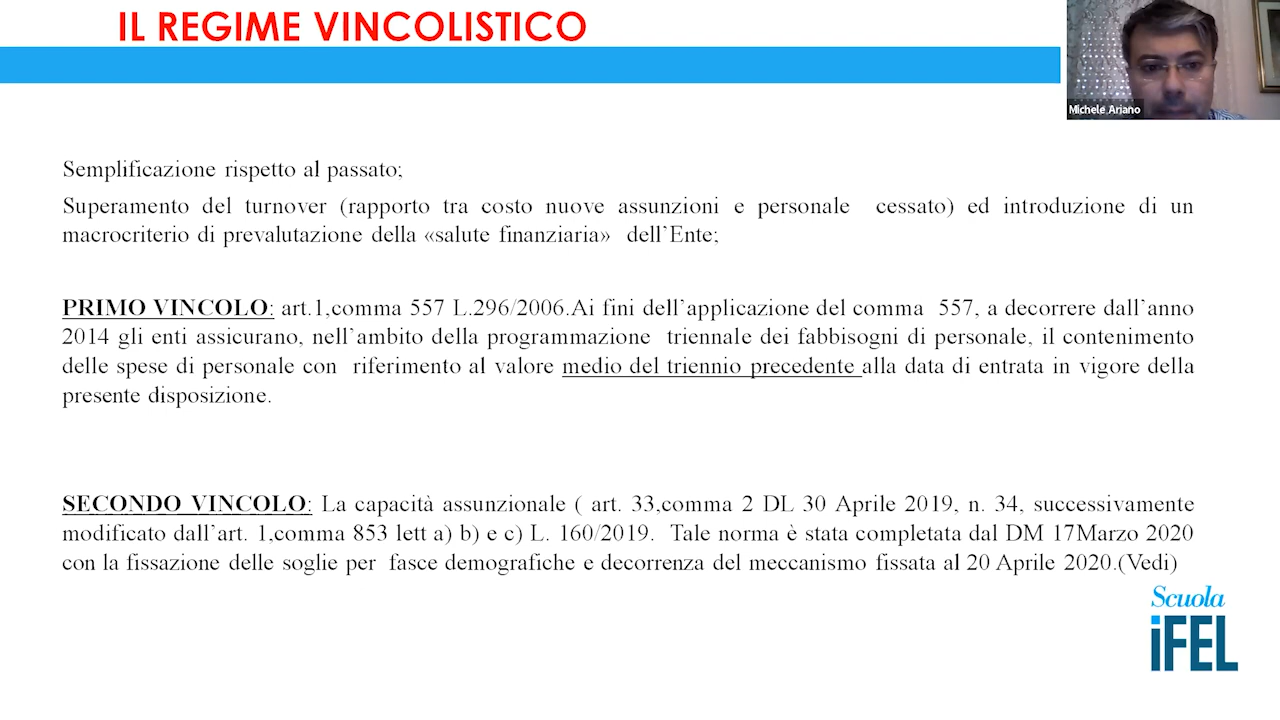 IL REGIME VINCOLISTICO
Michele Ariano
Semplificazione rispetto al passato;
Superamento del turnover (rapporto tra costo nuove assunzioni e personale cessato) ed introduzione di un
macrocriterio di prevalutazione della «salute finanziaria» dell’Ente;
PRIMO VINCOLO: art.1,comma 557 L.296/2006.Ai fini dell’applicazione del comma 557, a decorrere dall’anno
2014 gli enti assicurano, nell’ambito della programmazione triennale dei fabbisogni di personale, il contenimento
delle spese di personale con riferimento al valore medio del triennio precedente alla data di entrata in vigore della
presente disposizione.
SECONDO VINCOLO: La capacità assunzionale ( art. 33,comma 2 DL 30 Aprile 2019, n. 34, successivamente
modificato dall’art. 1,comma 853 lett a) b) e c) L. 160/2019. Tale norma è stata completata dal DM 17Marzo 2020
con la fissazione delle soglie per fasce demografiche e decorrenza del meccanismo fissata al 20 Aprile 2020.(Vedi)
Scuola
iFEL